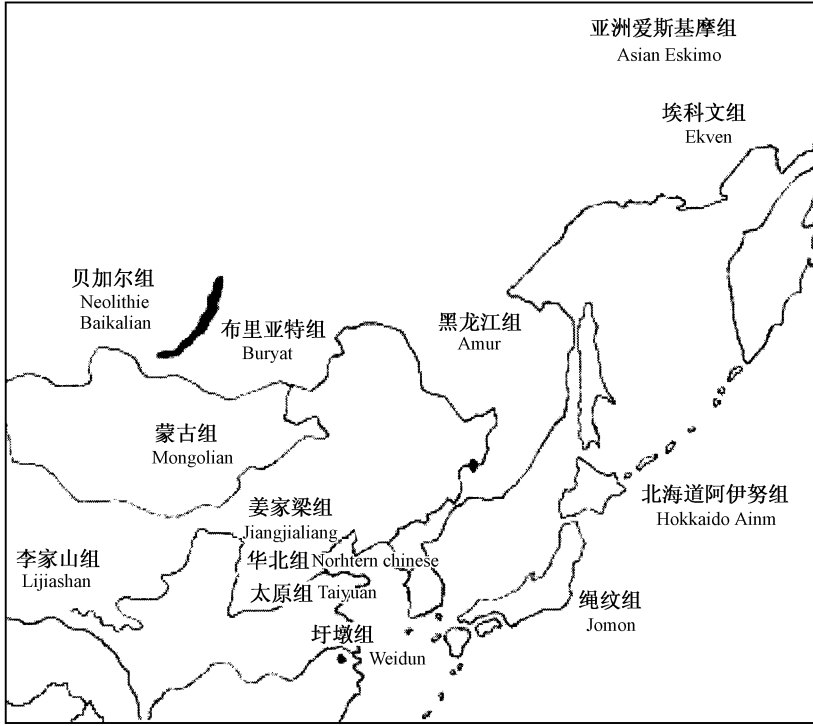 亚洲爱斯基摩组
Asian Eskimo
埃科文组
Ekven
贝加尔组
Neolithie
Baikalian
布里亚特组
Buryat
黑龙江组
Amur
蒙古组
Mongolian
北海道阿伊努组
Hokkaido Ainm
姜家梁组
Jiangjialiang
李家山组
Lijiashan
华北组 Norhtern chinese
太原组 Taiyuan
绳纹组
Jomon
圩墩组
Weidun